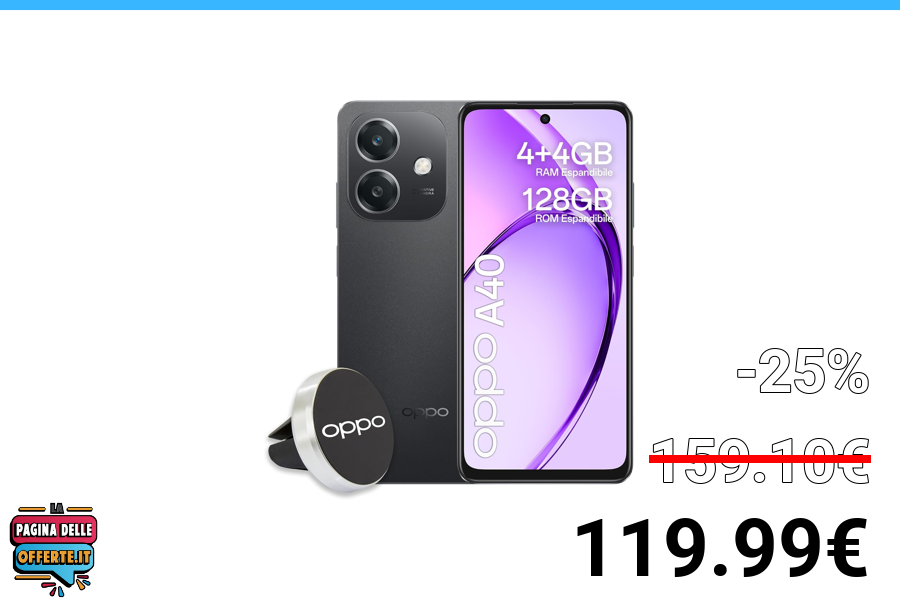 4+4GB
RAM Espandibile
128GB
ROM Espandibile
oppo A40
oppo
oppo
-25%
159.10€
119.99€
LA
PAGINA DELLE
OFFERTE.IT